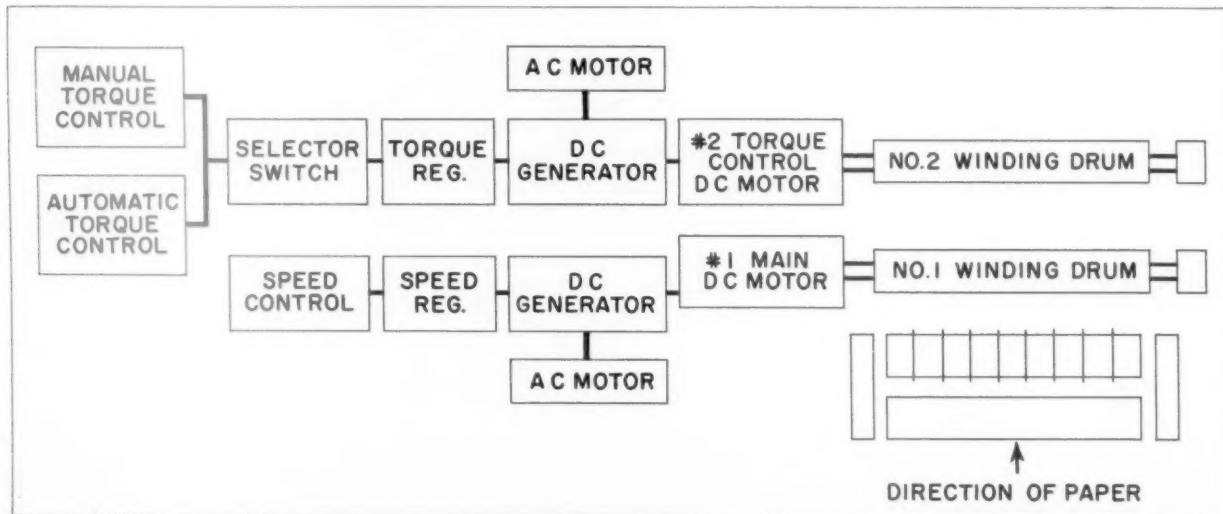 MANUAL
TORQUE
CONTROL
AUTOMATIC
TORQUE
CONTROL
SELECTOR
SWITCH
TORQUE
REG.
AC MOTOR
DC
GENERATOR
#2 TORQUE
CONTROL
DC MOTOR
NO.2 WINDING DRUM
SPEED
CONTROL
SPEED
REG.
DC
GENERATOR
AC MOTOR
#1 MAIN
DC MOTOR
NO.1 WINDING DRUM
DIRECTION OF PAPER